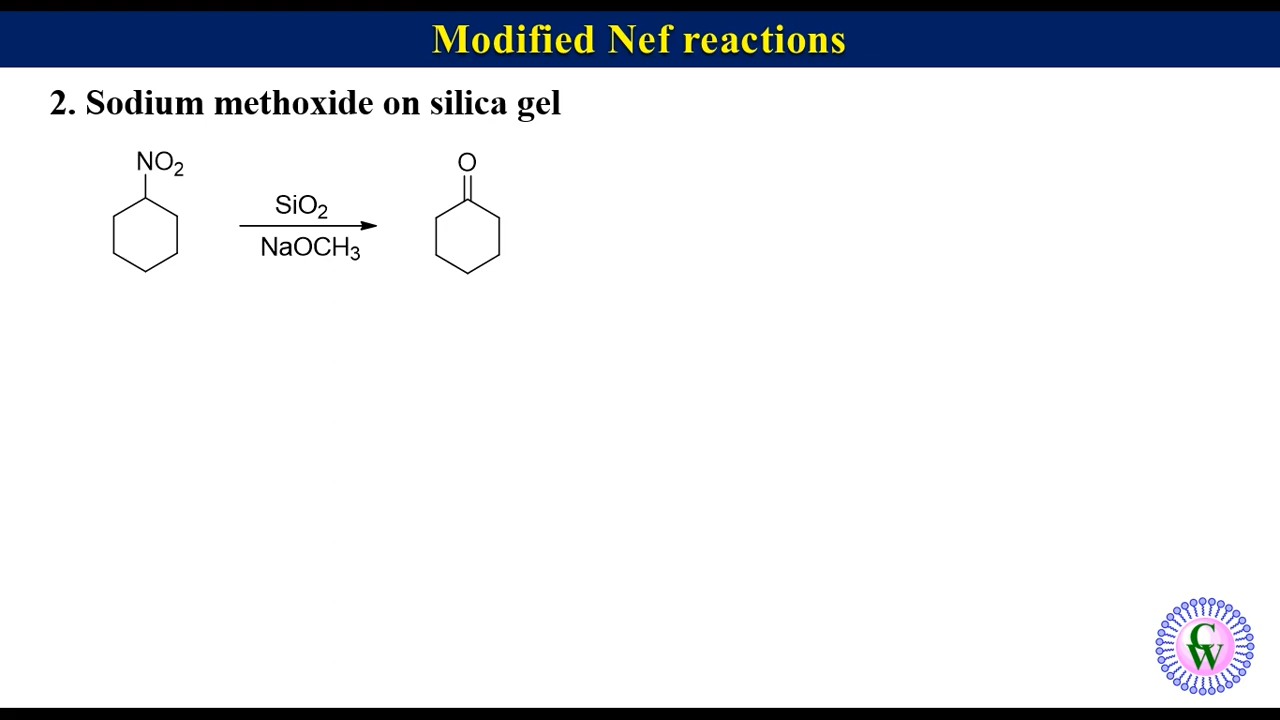 Modified Nef reactions
2. Sodium methoxide on silica gel
NO₂
O
SiO₂
NaOCH₃
CW